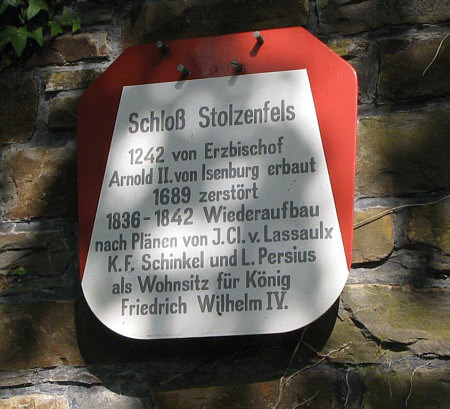 Schloß Stolzenfels
1242 von Erzbischof
Arnold II. von Isenburg erbaut
1689 zerstört
1836-1842 Wiederaufbau
nach Plänen von J.Cl. v. Lassaulx
K.F. Schinkel und L. Persius
als Wohnsitz für König
Friedrich Wilhelm IV.